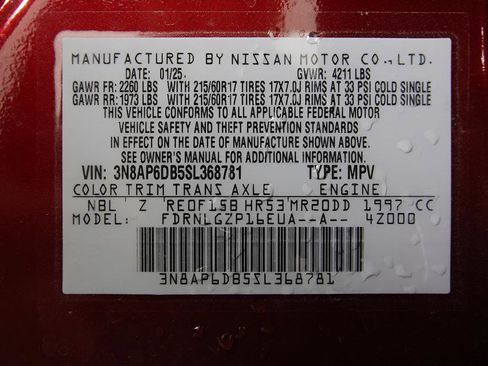 MANUFACTURED BY NISSAN MOTOR CO., LTD.
DATE: 01/25. GVWR: 4211 LBS
GAWR FR: 2260 LBS WITH 215/60R17 TIRES 17X7.0J RIMS AT 33 PSI COLD SINGLE
GAWR RR: 1973 LBS WITH 215/60R17 TIRES 17X7.0J RIMS AT 33 PSI COLD SINGLE
THIS VEHICLE CONFORMS TO ALL APPLICABLE FEDERAL MOTOR
VEHICLE SAFETY AND THEFT PREVENTION STANDARDS
IN EFFECT ON THE DATE OF MANUFACTURE SHOWN ABOVE.
SEE OWNER'S MANUAL FOR ADDITIONAL INFORMATION.
VIN: 3N8AP6DB5SL368781 TYPE: MPV
COLOR TRIM TRANS AXLE ENGINE
NBL Z RE0F15B HR53 MR20DD 1997 CC
MODEL: FDRNLGZP16EUA--A-- 4Z000
3N8AP6DB5SL368781